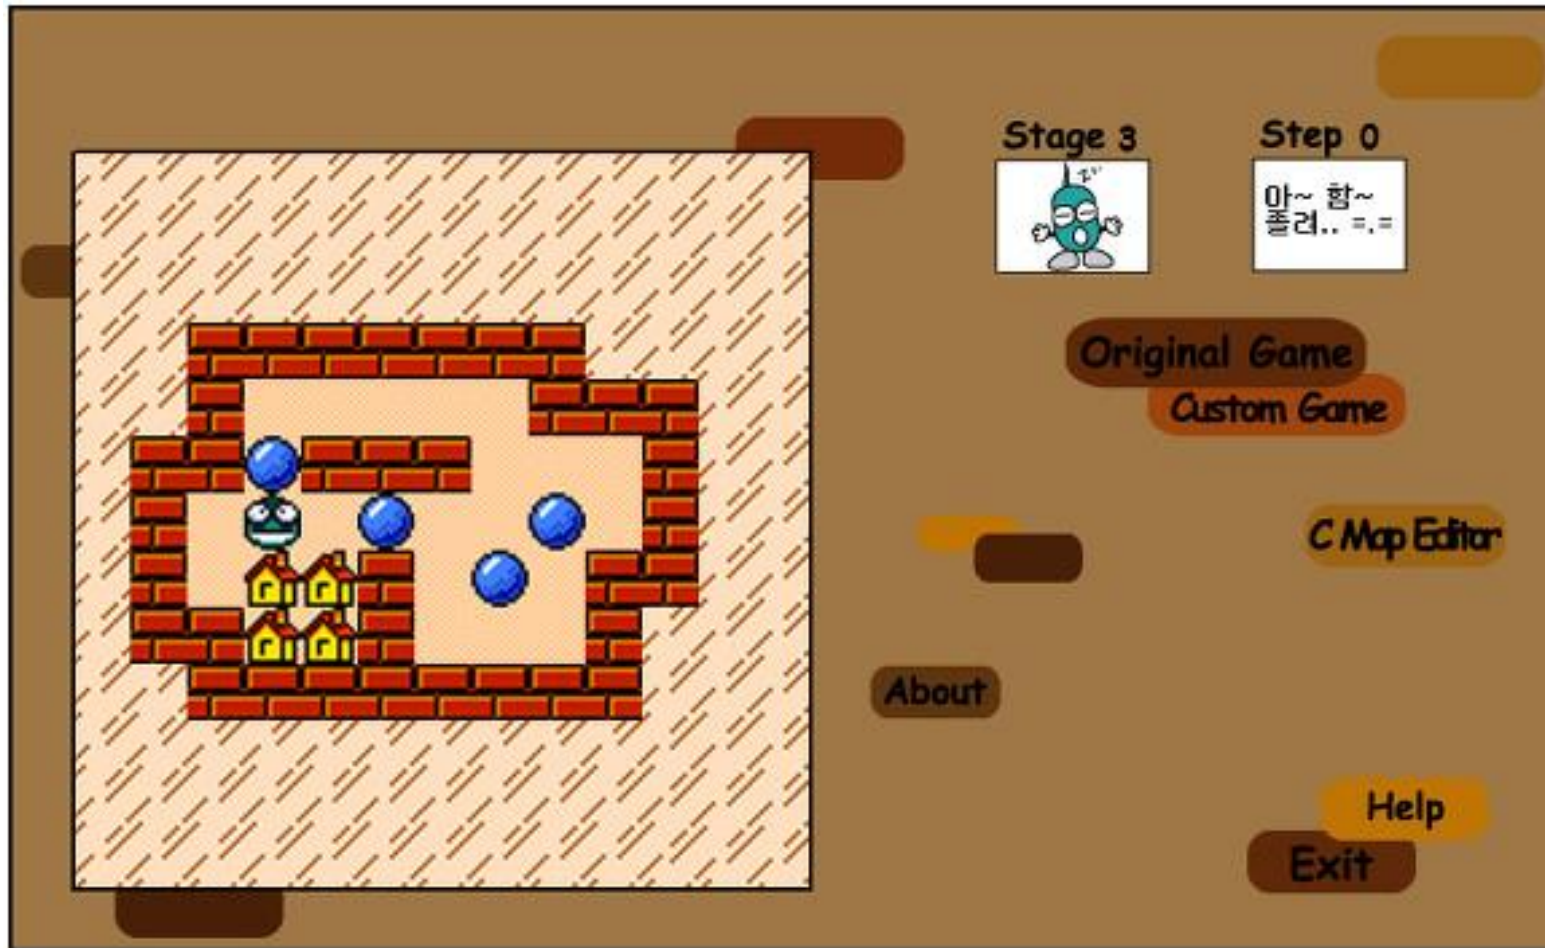 Stage 3
Step 0
아~ 함~
졸려.. =.=
Original Game
Custom Game
C Map Editor
About
Help
Exit